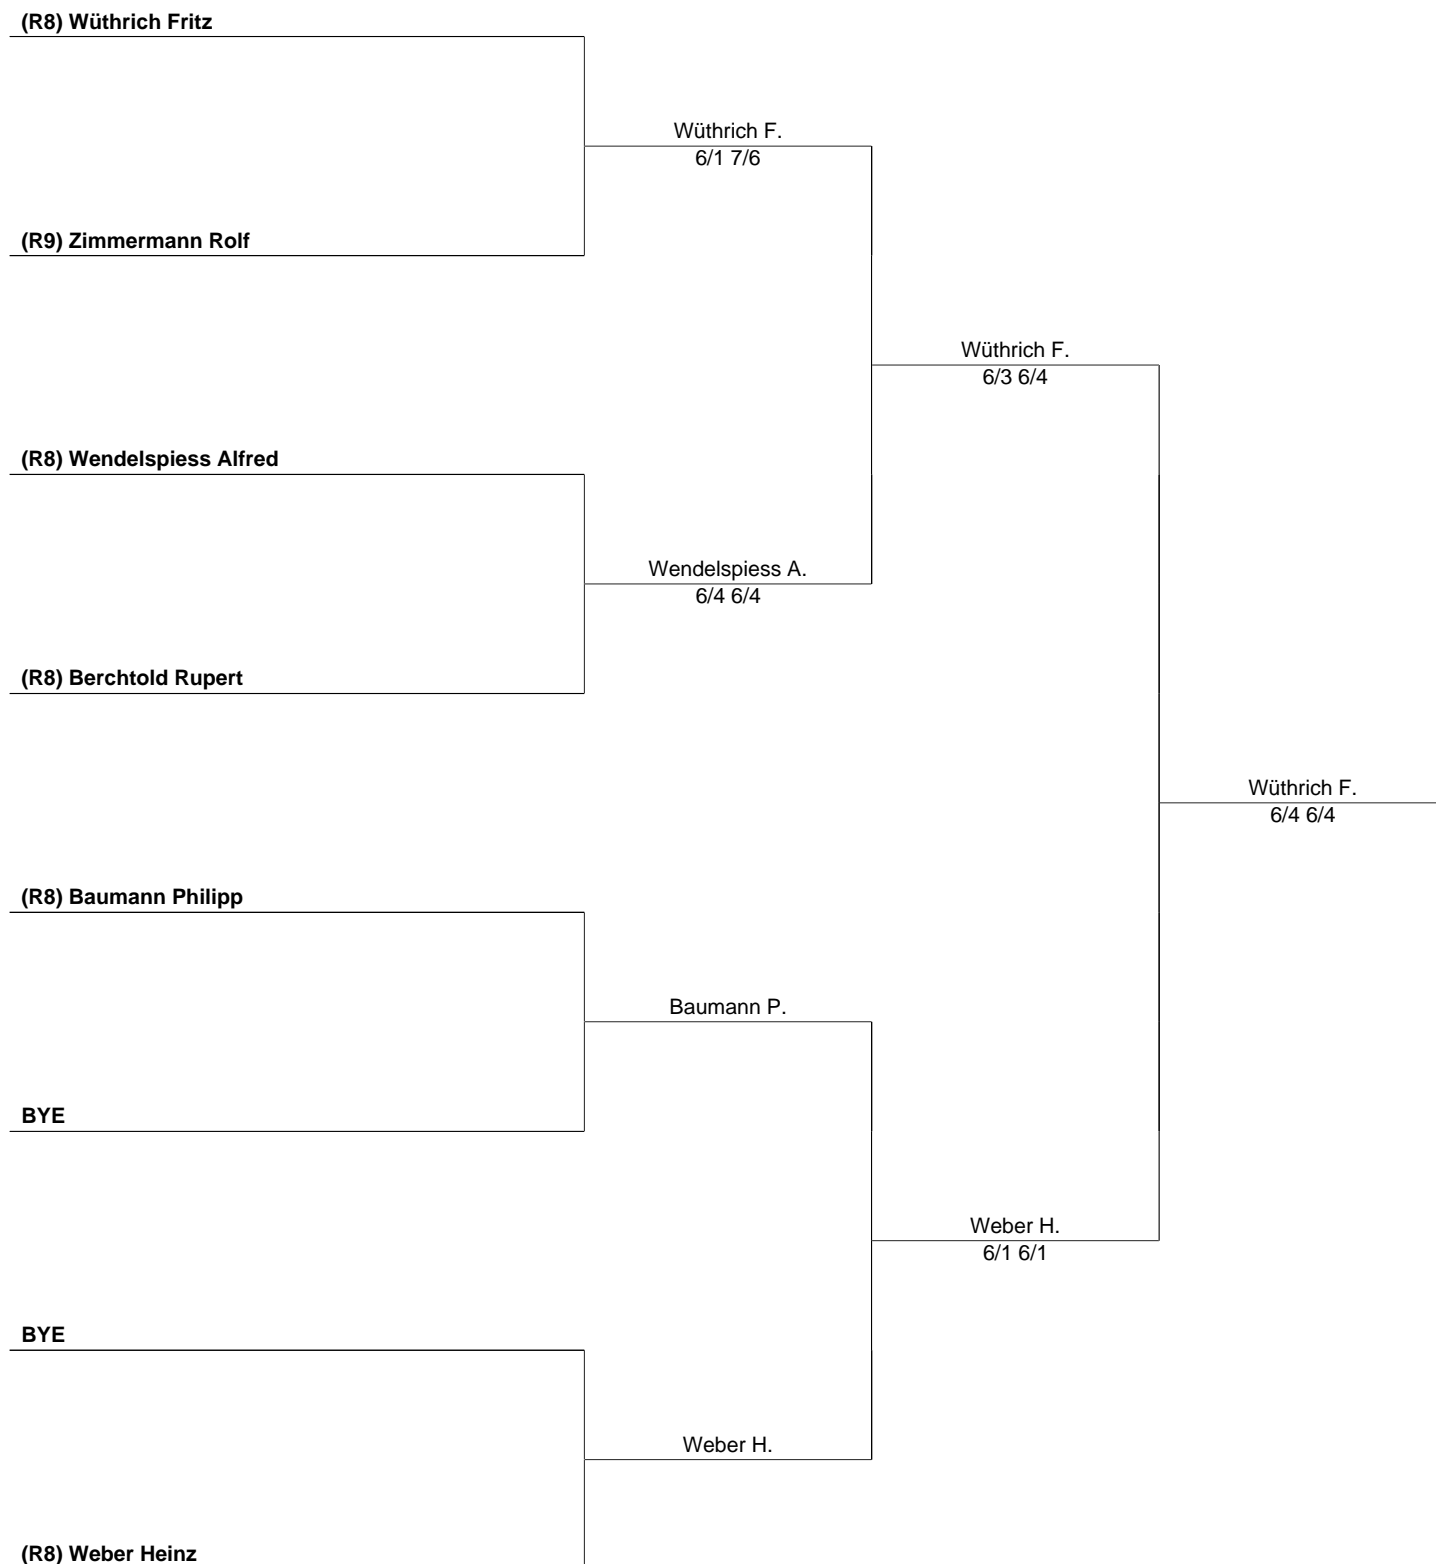 (R8) Wüthrich Fritz
Wüthrich F.
6/1 7/6
(R9) Zimmermann Rolf
Wüthrich F.
6/3 6/4
(R8) Wendelspiess Alfred
Wendelspiess A.
6/4 6/4
(R8) Berchtold Rupert
Wüthrich F.
6/4 6/4
(R8) Baumann Philipp
Baumann P.
BYE
Weber H.
6/1 6/1
BYE
Weber H.
(R8) Weber Heinz